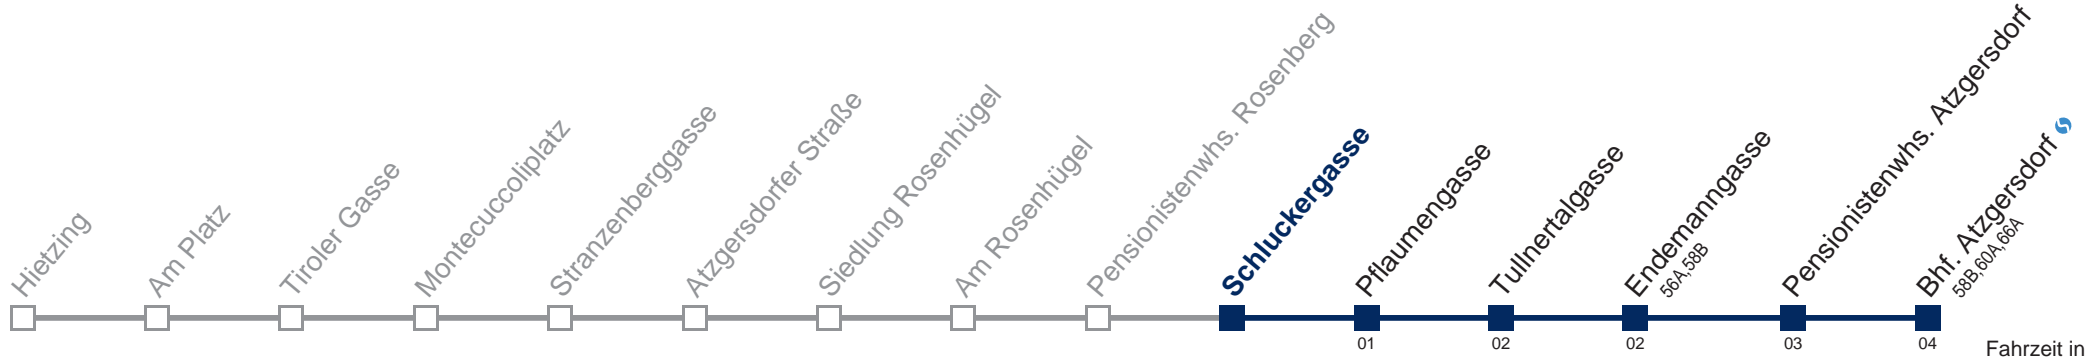 Hietzing
Am Platz
Tiroler Gasse
Montecuccoliplatz
Stranzenberggasse
Atzgersdorfer Straße
Siedlung Rosenhügel
Am Rosenhügel
Pensionistenwhs. Rosenberg
Schluckergasse
Pflaumengasse
Tullnertalgasse
Endemanngasse
56A,58B
Pensionistenwhs. Atzgersdorf
Bhf. Atzgersdorf
58B,60A,66A
01
02
02
03
04
Fahrzeit in